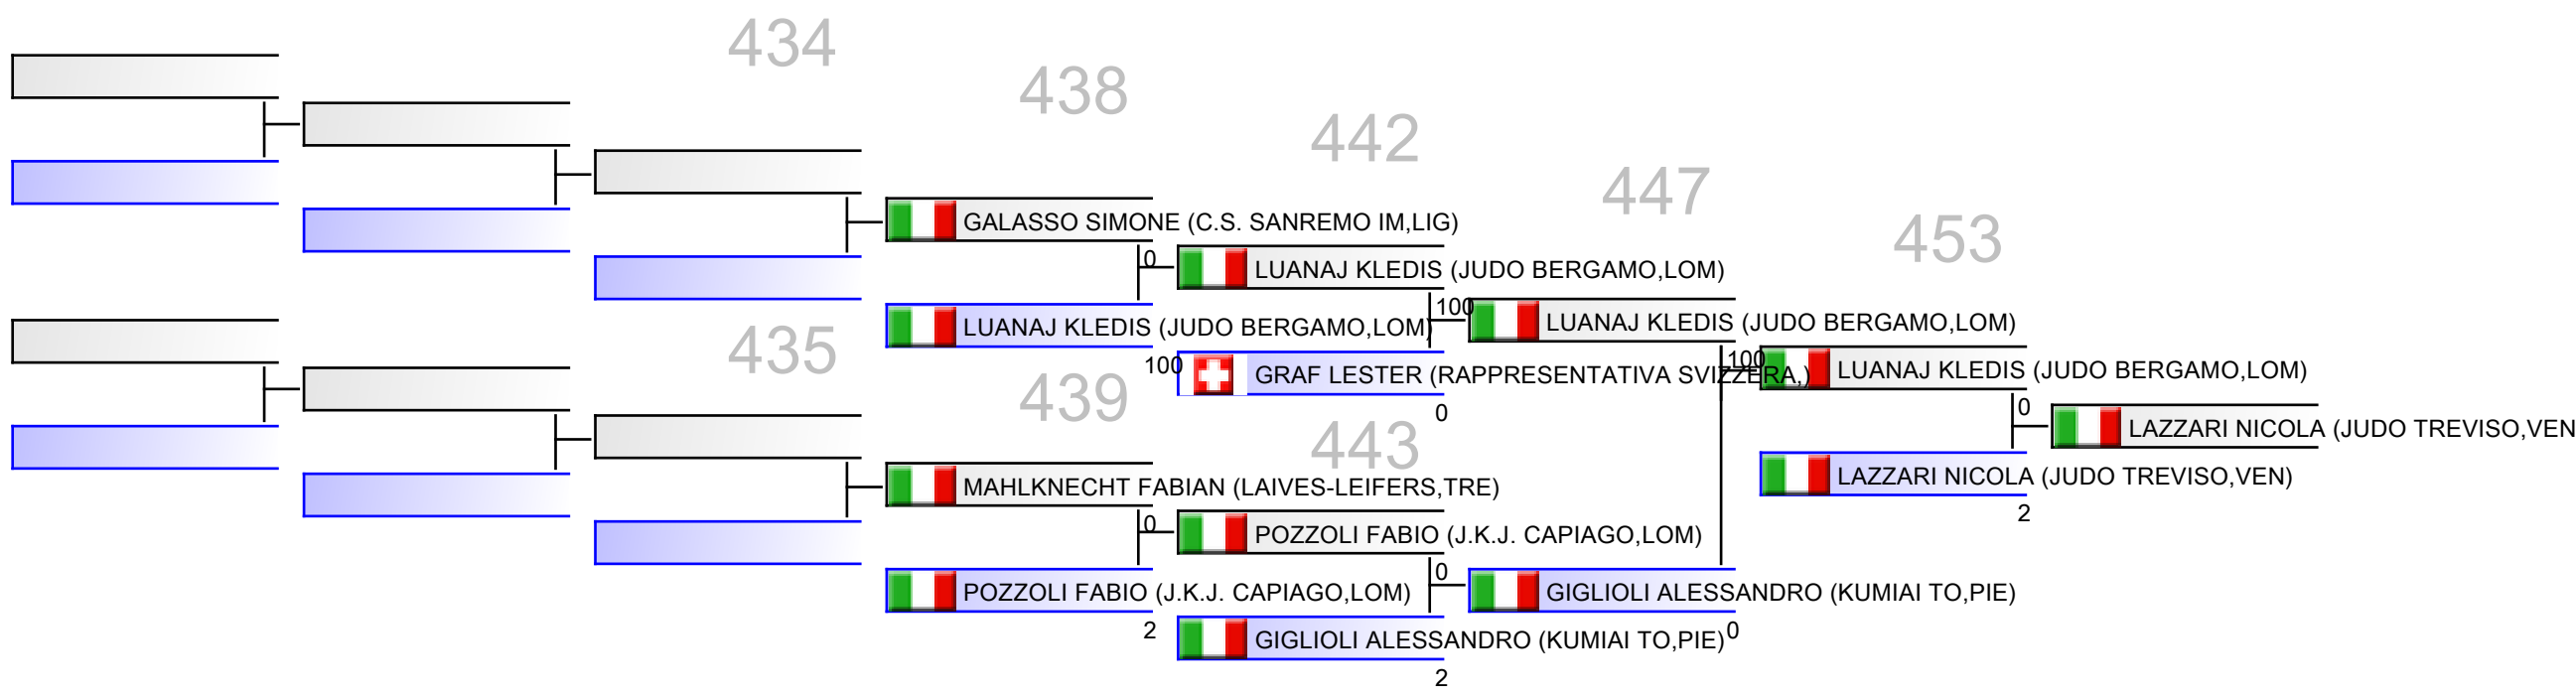 434
438
442
447
GALASSO SIMONE (C.S. SANREMO IM,LIG)
453
0
LUANAJ KLEDIS (JUDO BERGAMO,LOM)
100
LUANAJ KLEDIS (JUDO BERGAMO,LOM)
LUANAJ KLEDIS (JUDO BERGAMO,LOM)
435
100
100
GRAF LESTER (RAPPRESENTATIVA SVIZZERA,)
LUANAJ KLEDIS (JUDO BERGAMO,LOM)
439
0
0
LAZZARI NICOLA (JUDO TREVISO,VEN
443
LAZZARI NICOLA (JUDO TREVISO,VEN)
MAHLKNECHT FABIAN (LAIVES-LEIFERS,TRE)
2
0
POZZOLI FABIO (J.K.J. CAPIAGO,LOM)
0
POZZOLI FABIO (J.K.J. CAPIAGO,LOM)
GIGLIOLI ALESSANDRO (KUMIAI TO,PIE)
2
GIGLIOLI ALESSANDRO (KUMIAI TO,PIE)
0
2